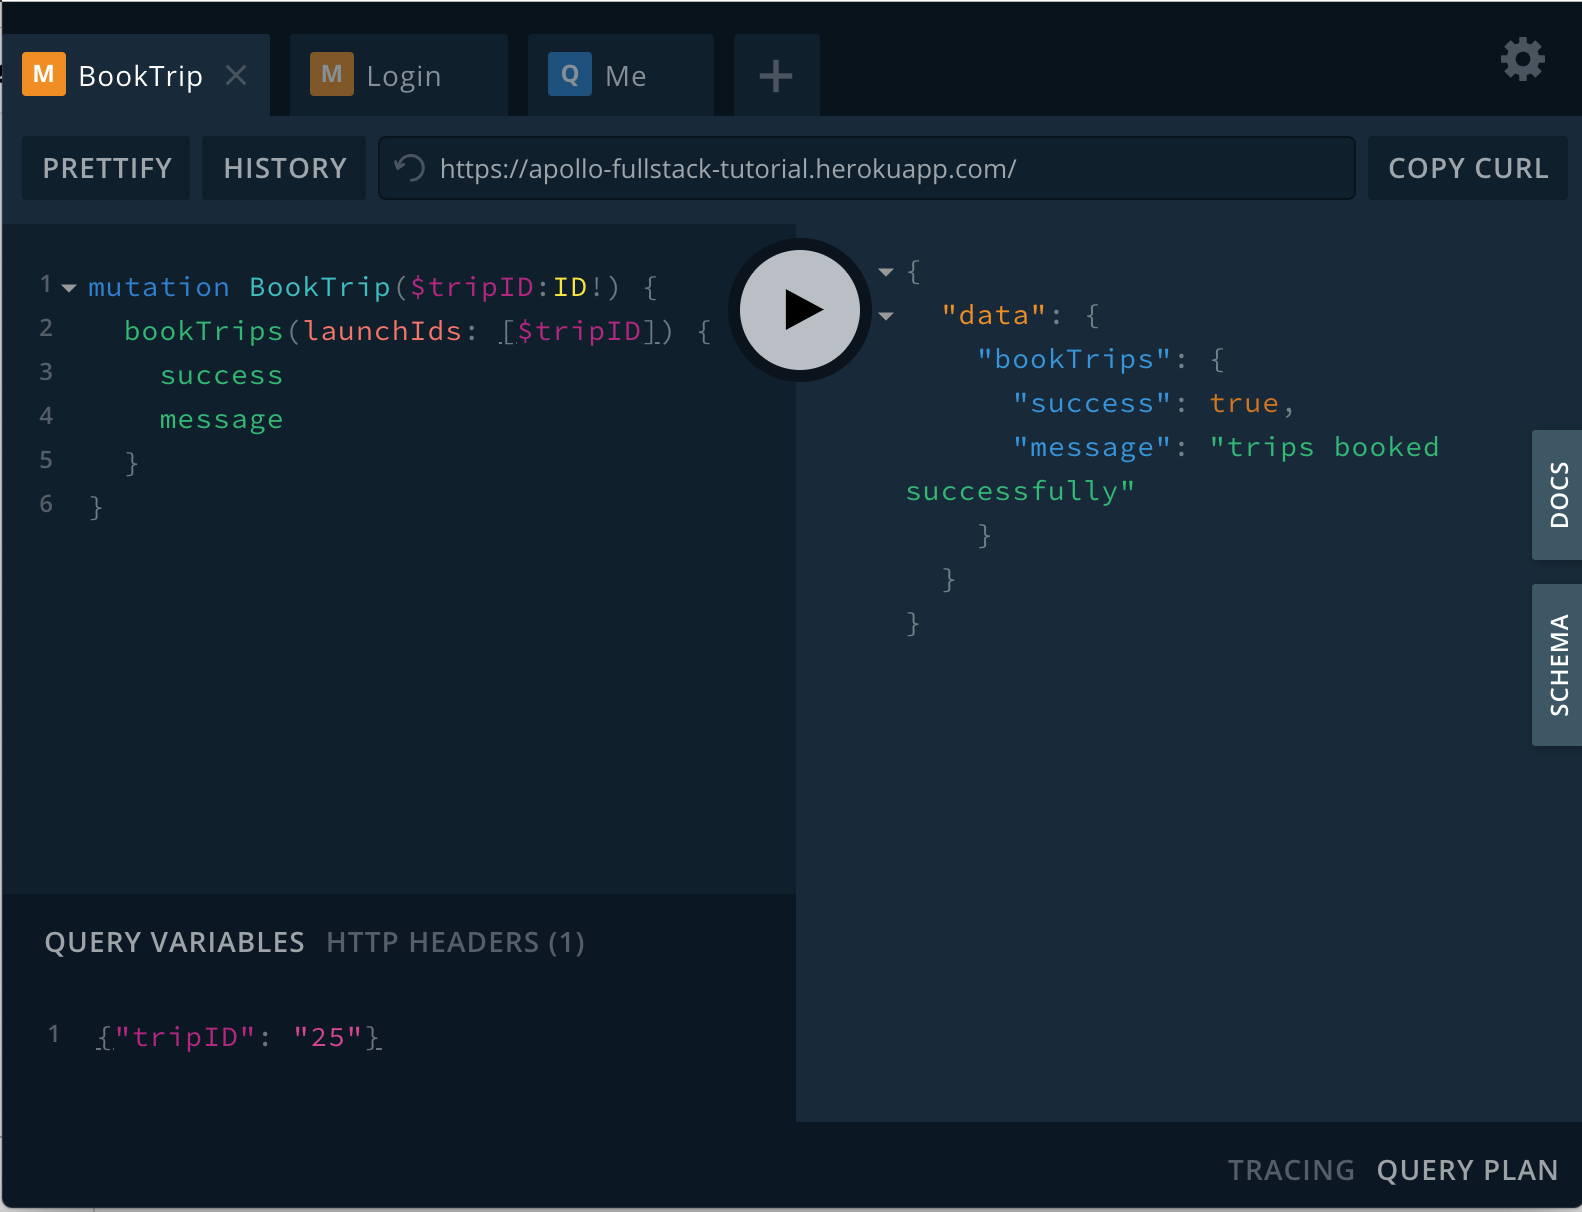 M BookTrip
M Login
Q Me
PRETTIFY
HISTORY
https://apollo-fullstack-tutorial.herokuapp.com/
COPY CURL
1 mutation BookTrip($tripID:ID!) {
2 bookTrips(launchIds: [$tripID]) {
3 success
4 message
5 }
6 }
{
"data": {
"bookTrips": {
"success": true,
"message": "trips booked
successfully"
}
}
}
DOCS
SCHEMA
QUERY VARIABLES HTTP HEADERS (1)
1 {"tripID": "25"}
TRACING QUERY PLAN